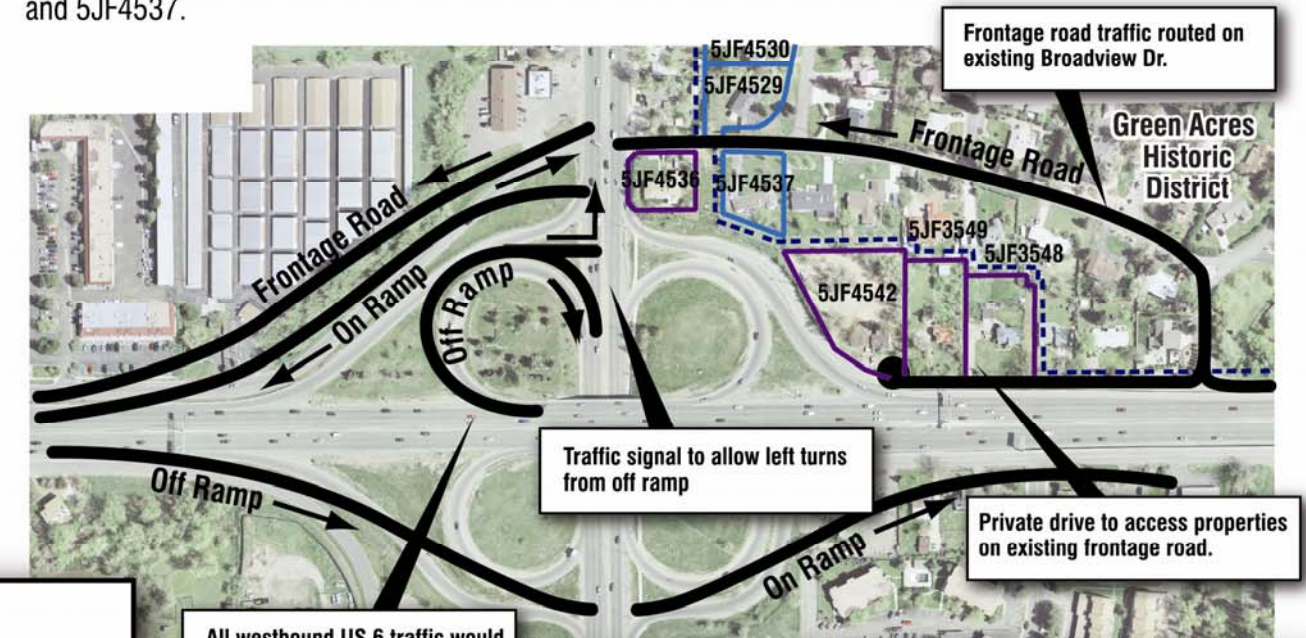 and 5JF4537.
Frontage road traffic routed on
existing Broadview Dr.
5JF4530
5JF4529
Green Acres
Historic
District
Frontage Road
5JF4536
5JF4537
5JF3549
5JF3548
5JF4542
Frontage Road
On Ramp
Off Ramp
Traffic signal to allow left turns
from off ramp
Off Ramp
On Ramp
Private drive to access properties
on existing frontage road.
All westbound US 6 traffic would